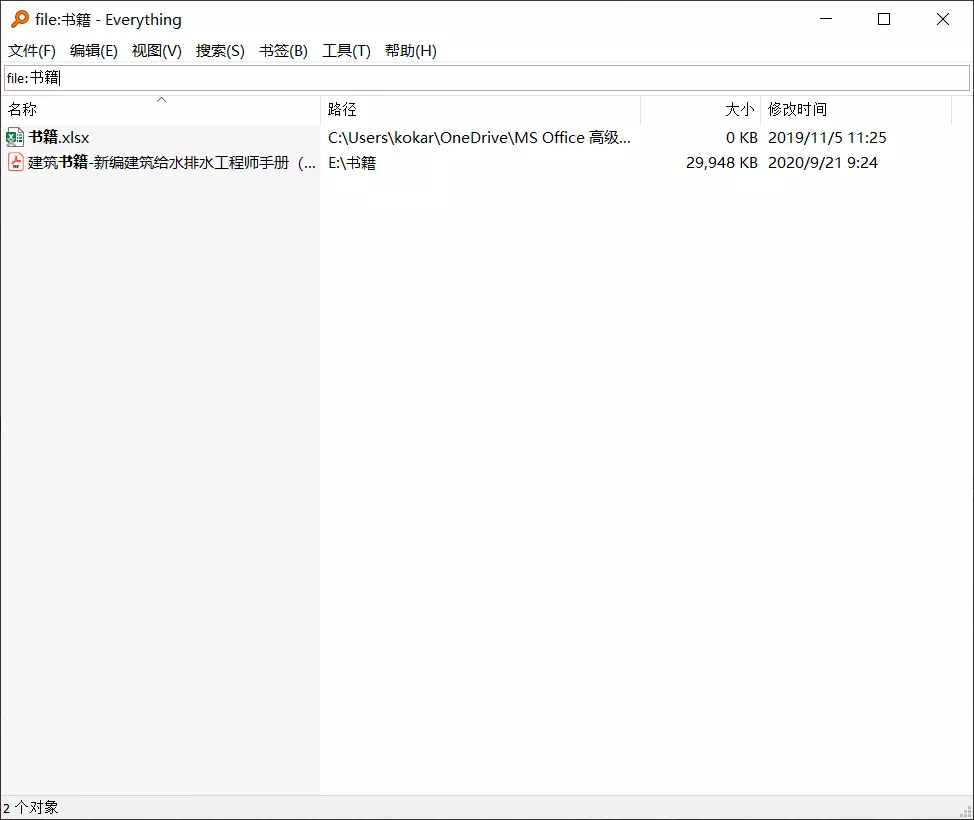 file:书籍 - Everything
文件(F) 编辑(E) 视图(V) 搜索(S) 书签(B) 工具(T) 帮助(H)
file:书籍
名称 路径 大小 修改时间
书籍.xlsx C:\Users\kokar\OneDrive\MS Office 高级... 0 KB 2019/11/5 11:25
建筑书籍-新编建筑给水排水工程师手册（... E:\书籍 29,948 KB 2020/9/21 9:24
2 个对象